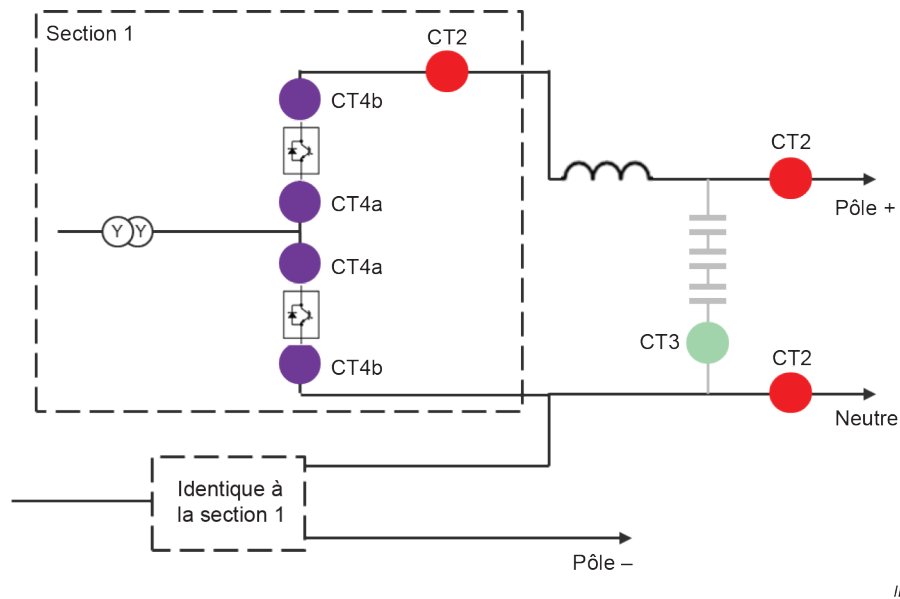 Section 1
CT2
CT4b
CT2
Pôle +
CT4a
Y Y
CT4a
CT3
CT2
CT4b
Neutre
Identique à
la section 1
Pôle –